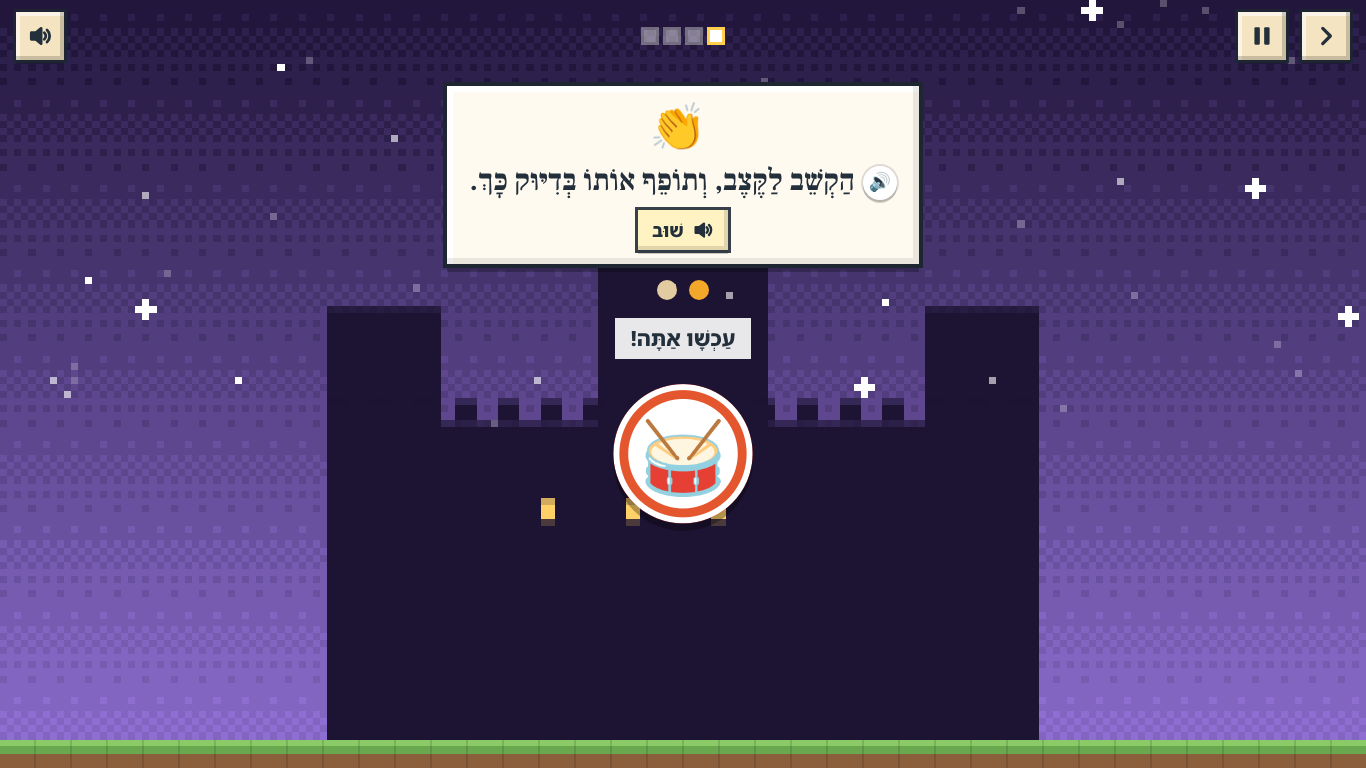 הַקְשֵׁב לַקֶּצֶב, וְתוֹפֵף אוֹתוֹ בְּדִיּוּק כָּךְ.
שׁוּב
עַכְשָׁו אַתָּה!